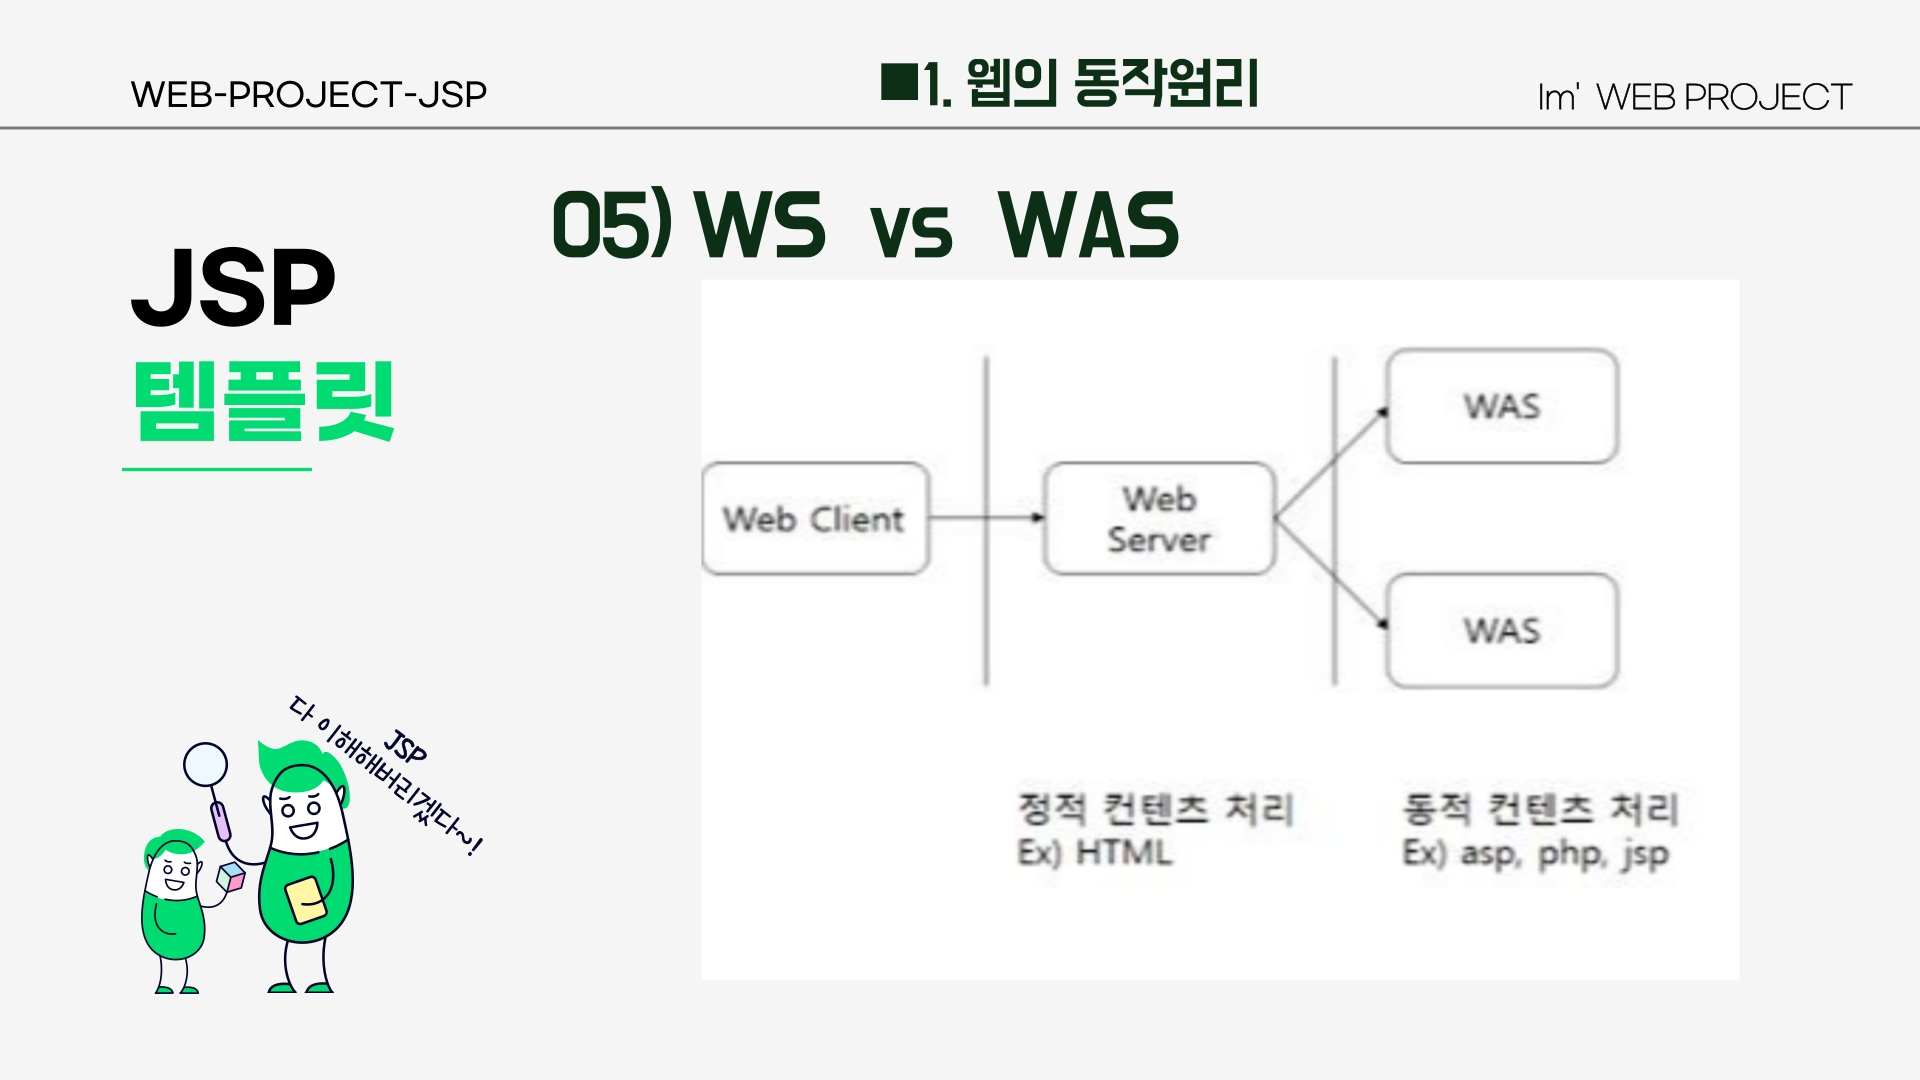 WEB-PROJECT-JSP
■1. 웹의 동작원리
Im' WEB PROJECT
05) WS vs WAS
JSP
템플릿
Web Client
Web
Server
WAS
WAS
정적 컨텐츠 처리
Ex) HTML
동적 컨텐츠 처리
Ex) asp, php, jsp
JSP
다 이해해버리겠다~!